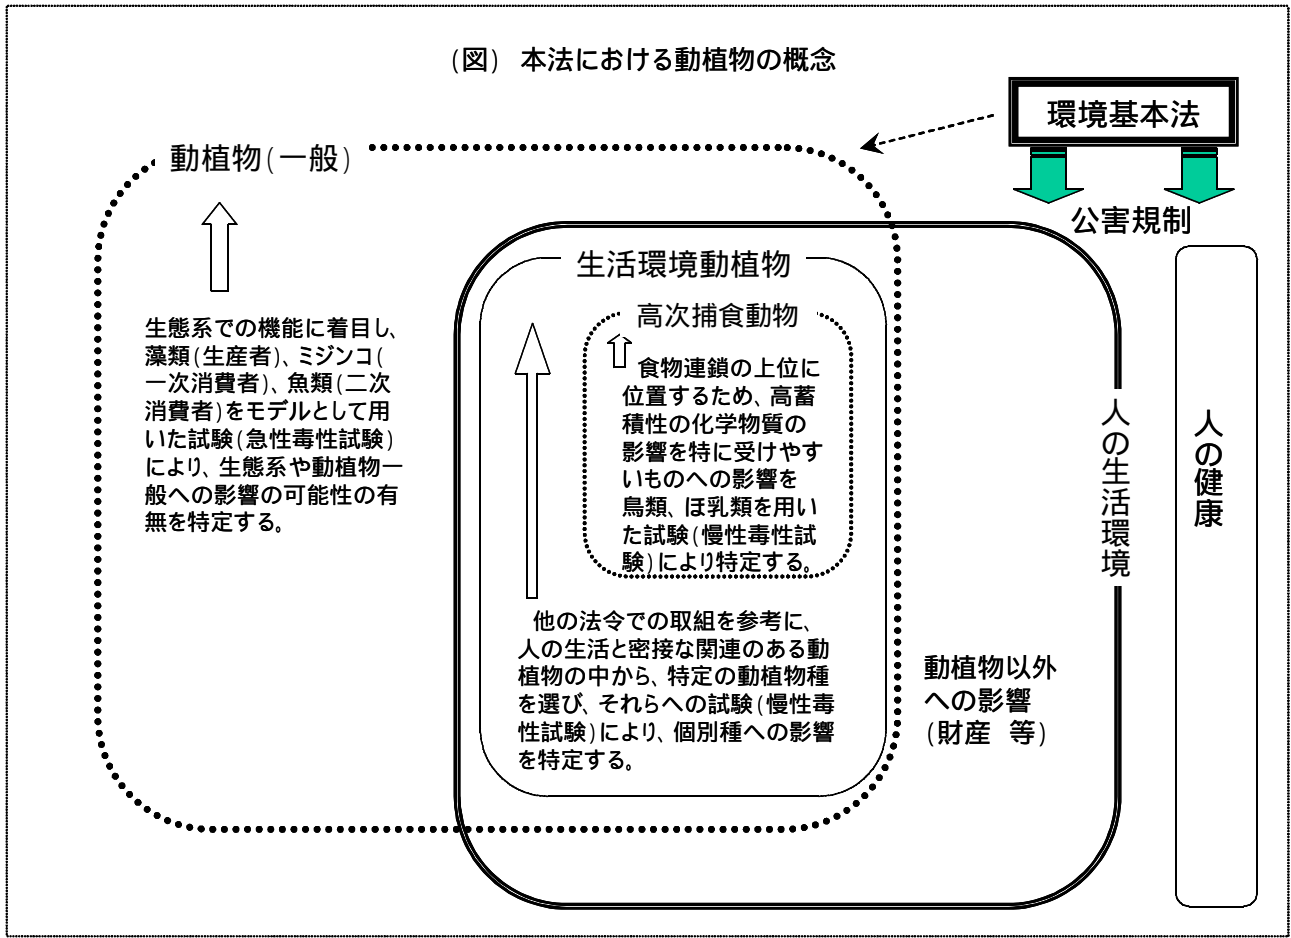 (図) 本法における動植物の概念
環境基本法
動植物(一般)
公害規制
生活環境動植物
高次捕食動物
生態系での機能に着目し、
藻類(生産者)、ミジンコ(
一次消費者)、魚類(二次
消費者)をモデルとして用
いた試験(急性毒性試験)
により、生態系や動植物一
般への影響の可能性の有
無を特定する。
食物連鎖の上位に
位置するため、高蓄
積性の化学物質の
影響を特に受けやす
いものへの影響を
鳥類、ほ乳類を用い
た試験(慢性毒性試
験)により特定する。
他の法令での取組を参考に、
人の生活と密接な関連のある動
植物の中から、特定の動植物種
を選び、それらへの試験(慢性毒
性試験)により、個別種への影響
を特定する。
動植物以外
への影響
(財産 等)
人の生活環境
人の健康